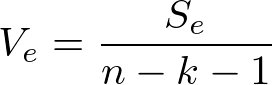 V_e = \frac{S_e}{n - k - 1}